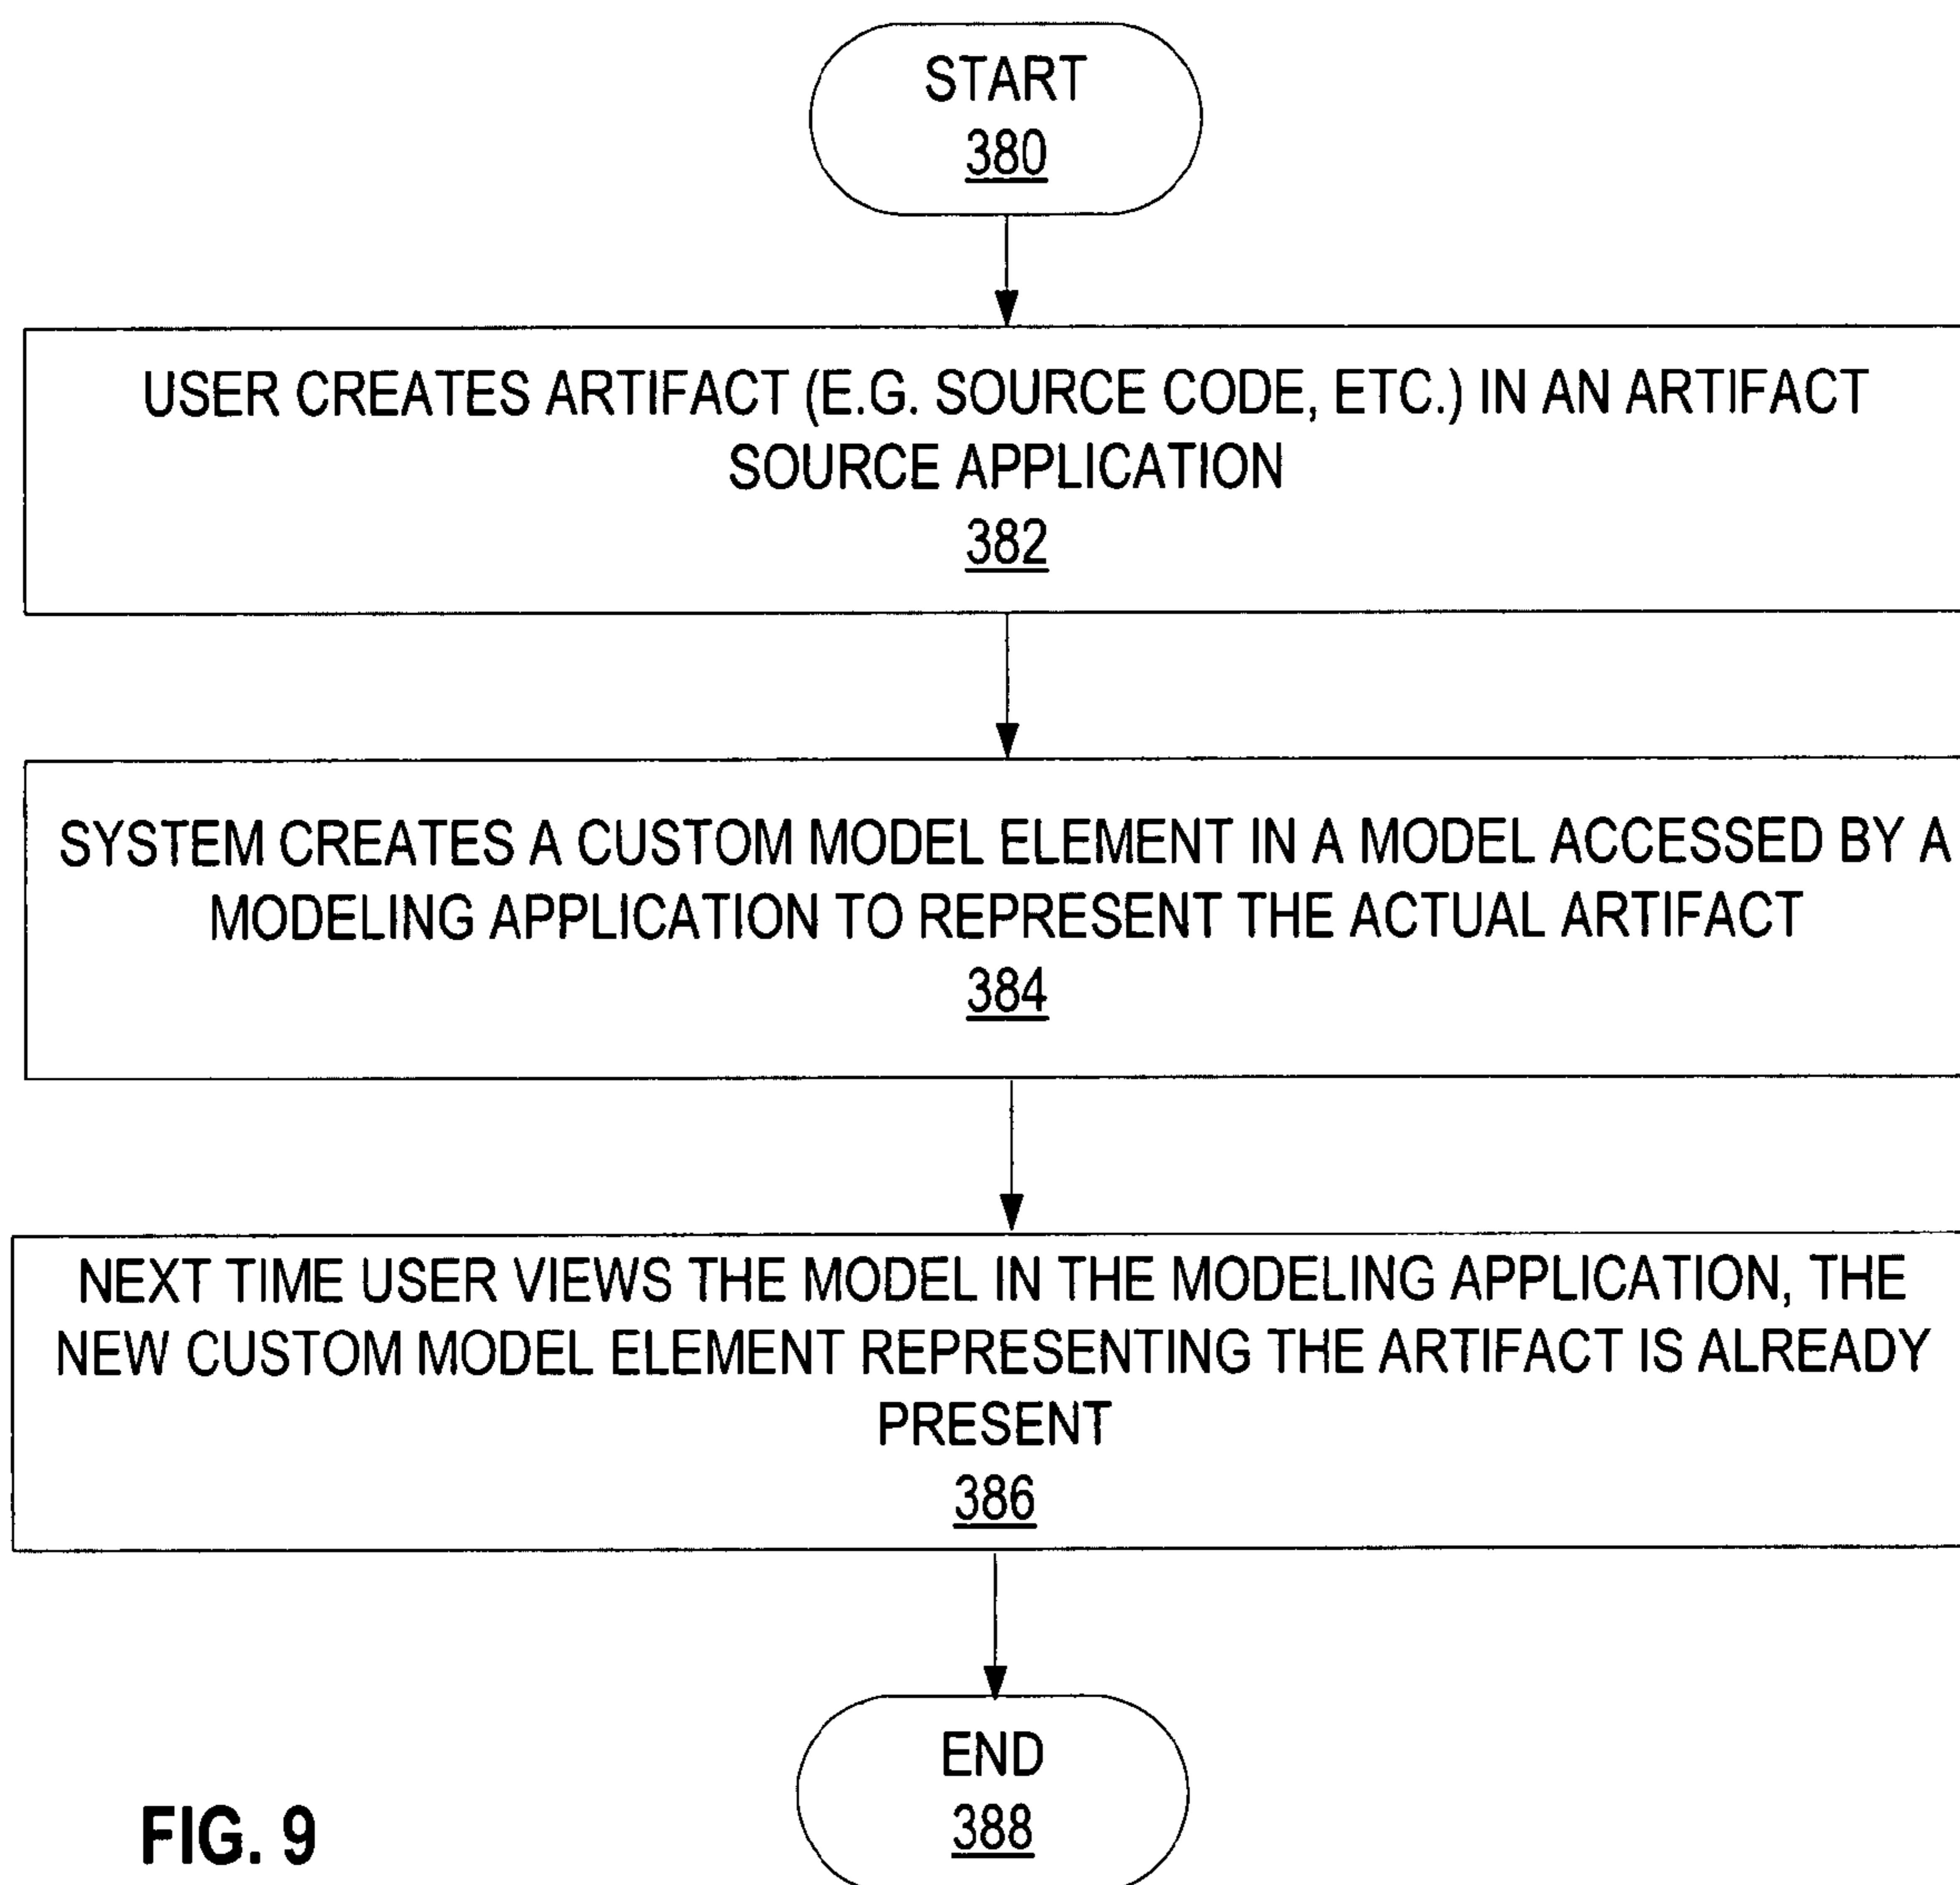 START
380
USER CREATES ARTIFACT (E.G. SOURCE CODE, ETC.) IN AN ARTIFACT
SOURCE APPLICATION
382
SYSTEM CREATES A CUSTOM MODEL ELEMENT IN A MODEL ACCESSED BY A
MODELING APPLICATION TO REPRESENT THE ACTUAL ARTIFACT
384
NEXT TIME USER VIEWS THE MODEL IN THE MODELING APPLICATION, THE
NEW CUSTOM MODEL ELEMENT REPRESENTING THE ARTIFACT IS ALREADY
PRESENT
386
END
388
FIG. 9